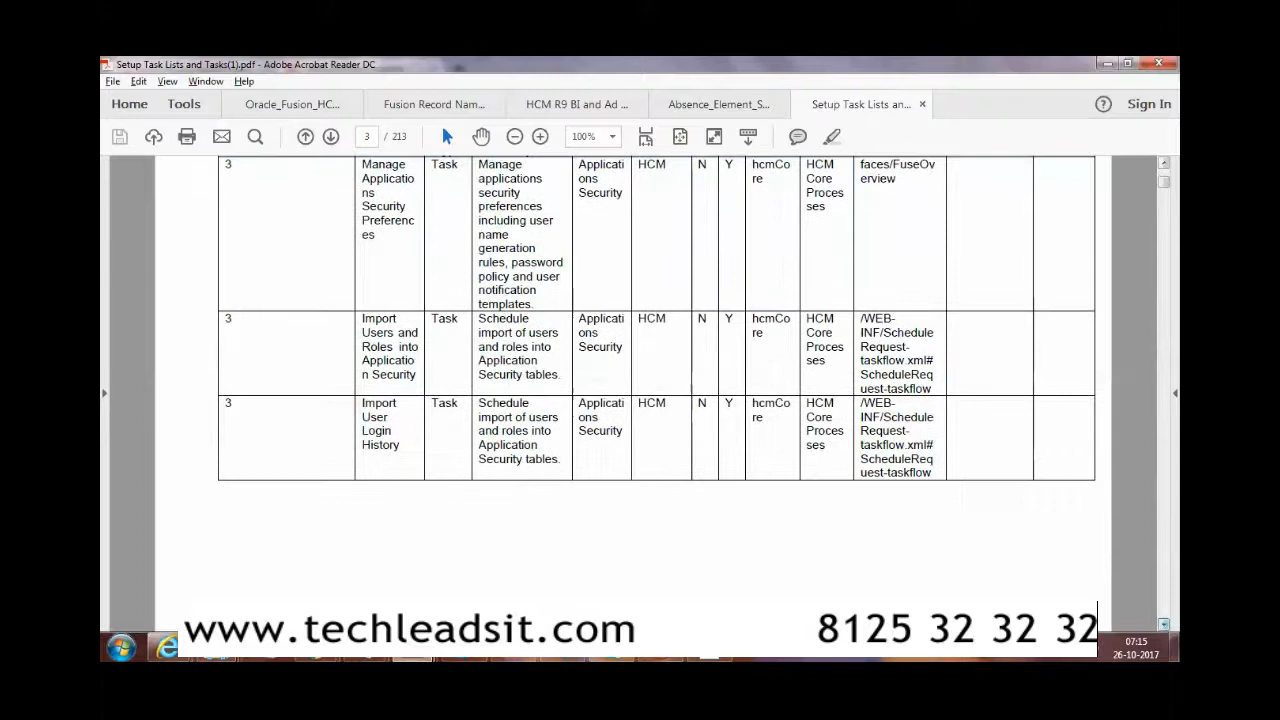 Setup Task Lists and Tasks(1).pdf - Adobe Acrobat Reader DC
File Edit View Window Help
Home Tools Oracle_Fusion_HC... Fusion Record Nam... HCM R9 BI and Ad ... Absence_Element_S... Setup Task Lists an... × Sign In
3 / 213 100%
3 Manage Task Manage Applicati HCM N Y hcmCo HCM faces/FuseOv
Applicatio applications ons re Core erview
ns security Security Proces
Security preferences ses
Preferenc including user
es name
generation
rules, password
policy and user
notification
templates.
3 Import Task Schedule Applicati HCM N Y hcmCo HCM /WEB-
Users and import of users ons re Core INF/Schedule
Roles into and roles into Security Proces Request-
Applicatio Application ses taskflow.xml#
n Security Security tables. ScheduleReq
uest-taskflow
3 Import Task Schedule Applicati HCM N Y hcmCo HCM /WEB-
User import of users ons re Core INF/Schedule
Login and roles into Security Proces Request-
History Application ses taskflow.xml#
Security tables. ScheduleReq
uest-taskflow
www.techleadsit.com 8125 32 32 32
07:15
26-10-2017